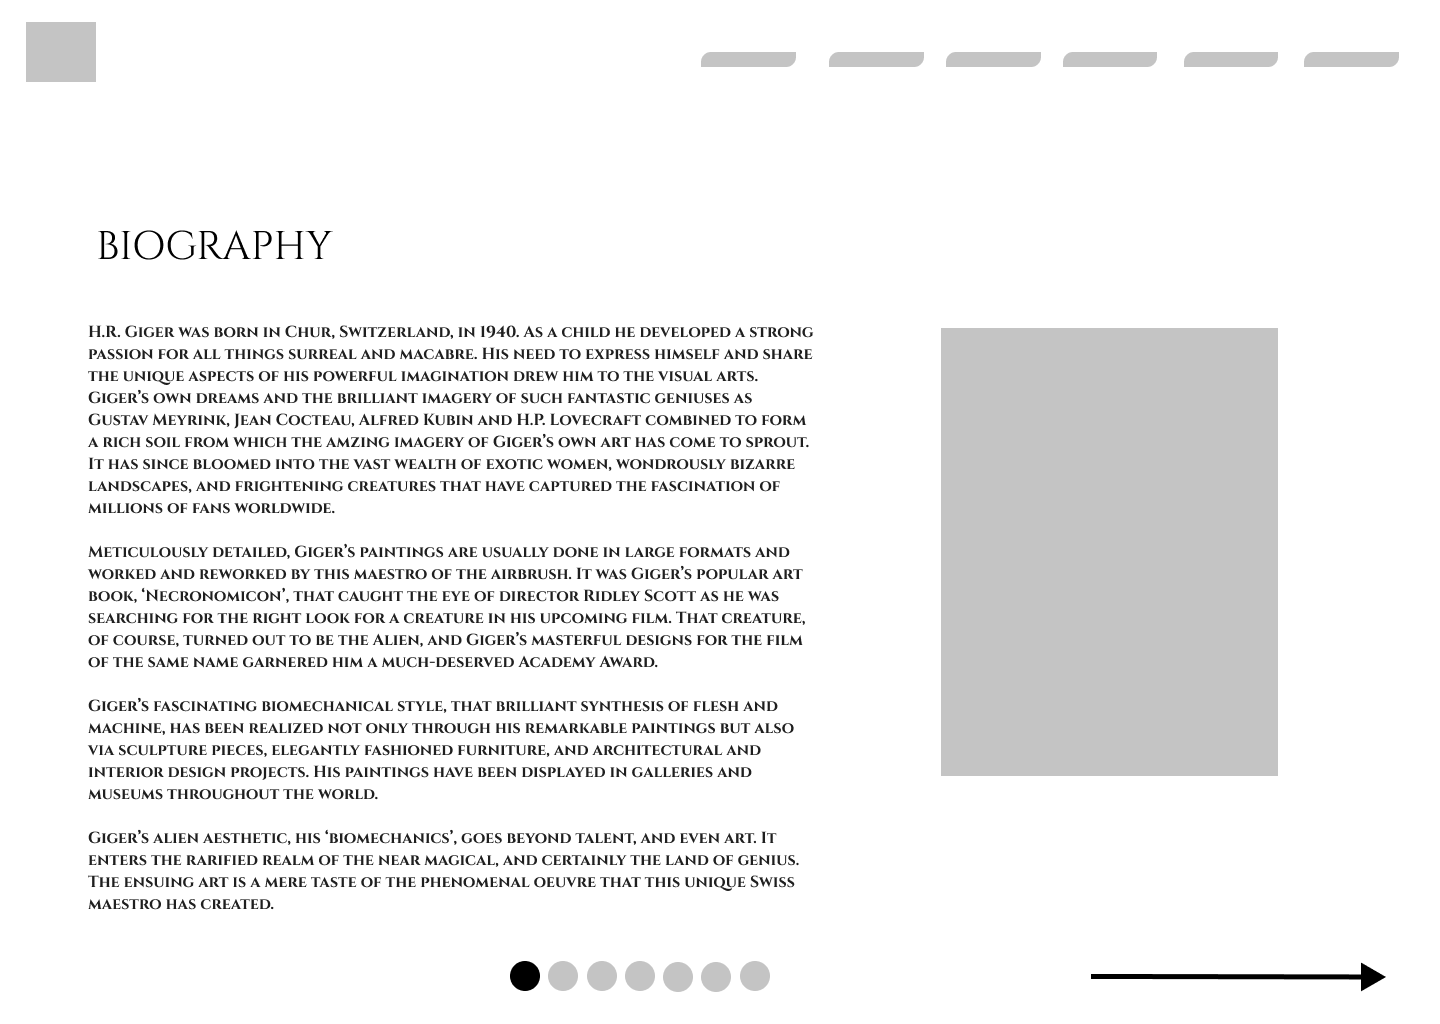 BIOGRAPHY
H.R. Giger was born in Chur, Switzerland, in 1940. As a child he developed a strong
passion for all things surreal and macabre. His need to express himself and share
the unique aspects of his powerful imagination drew him to the visual arts.
Giger’s own dreams and the brilliant imagery of such fantastic geniuses as
Gustav Meyrink, Jean Cocteau, Alfred Kubin and H.P. Lovecraft combined to form
a rich soil from which the amzing imagery of Giger’s own art has come to sprout.
It has since bloomed into the vast wealth of exotic women, wondrously bizarre
landscapes, and frightening creatures that have captured the fascination of
millions of fans worldwide.
Meticulously detailed, Giger’s paintings are usually done in large formats and
worked and reworked by this maestro of the airbrush. It was Giger’s popular art
book, ‘Necronomicon’, that caught the eye of director Ridley Scott as he was
searching for the right look for a creature in his upcoming film. That creature,
of course, turned out to be the Alien, and Giger’s masterful designs for the film
of the same name garnered him a much-deserved Academy Award.
Giger’s fascinating biomechanical style, that brilliant synthesis of flesh and
machine, has been realized not only through his remarkable paintings but also
via sculpture pieces, elegantly fashioned furniture, and architectural and
interior design projects. His paintings have been displayed in galleries and
museums throughout the world.
Giger’s alien aesthetic, his ‘biomechanics’, goes beyond talent, and even art. It
enters the rarified realm of the near magical, and certainly the land of genius.
The ensuing art is a mere taste of the phenomenal oeuvre that this unique Swiss
maestro has created.